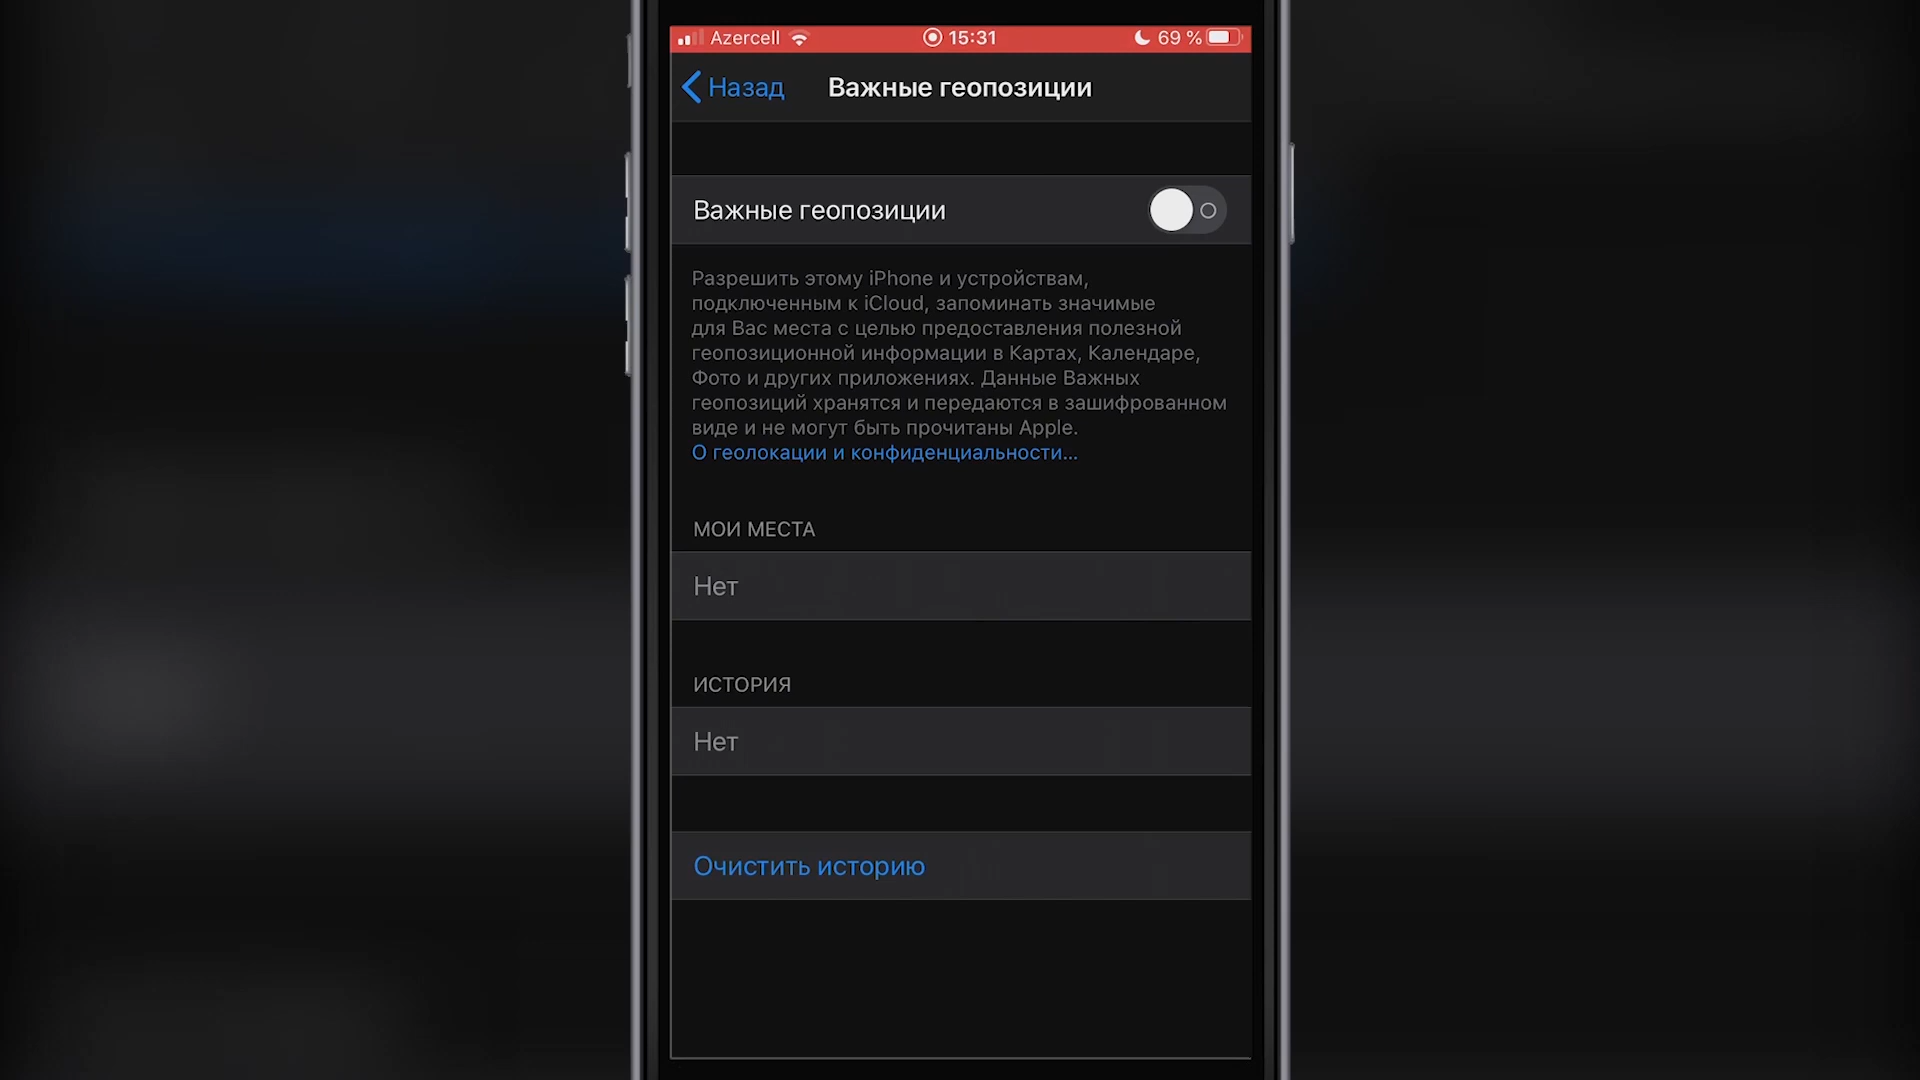 Azercell 15:31 69 %
Назад Важные геопозиции
Важные геопозиции
Разрешить этому iPhone и устройствам,
подключенным к iCloud, запоминать значимые
для Вас места с целью предоставления полезной
геопозиционной информации в Картах, Календаре,
Фото и других приложениях. Данные Важных
геопозиций хранятся и передаются в зашифрованном
виде и не могут быть прочитаны Apple.
О геолокации и конфиденциальности...
МОИ МЕСТА
Нет
ИСТОРИЯ
Нет
Очистить историю